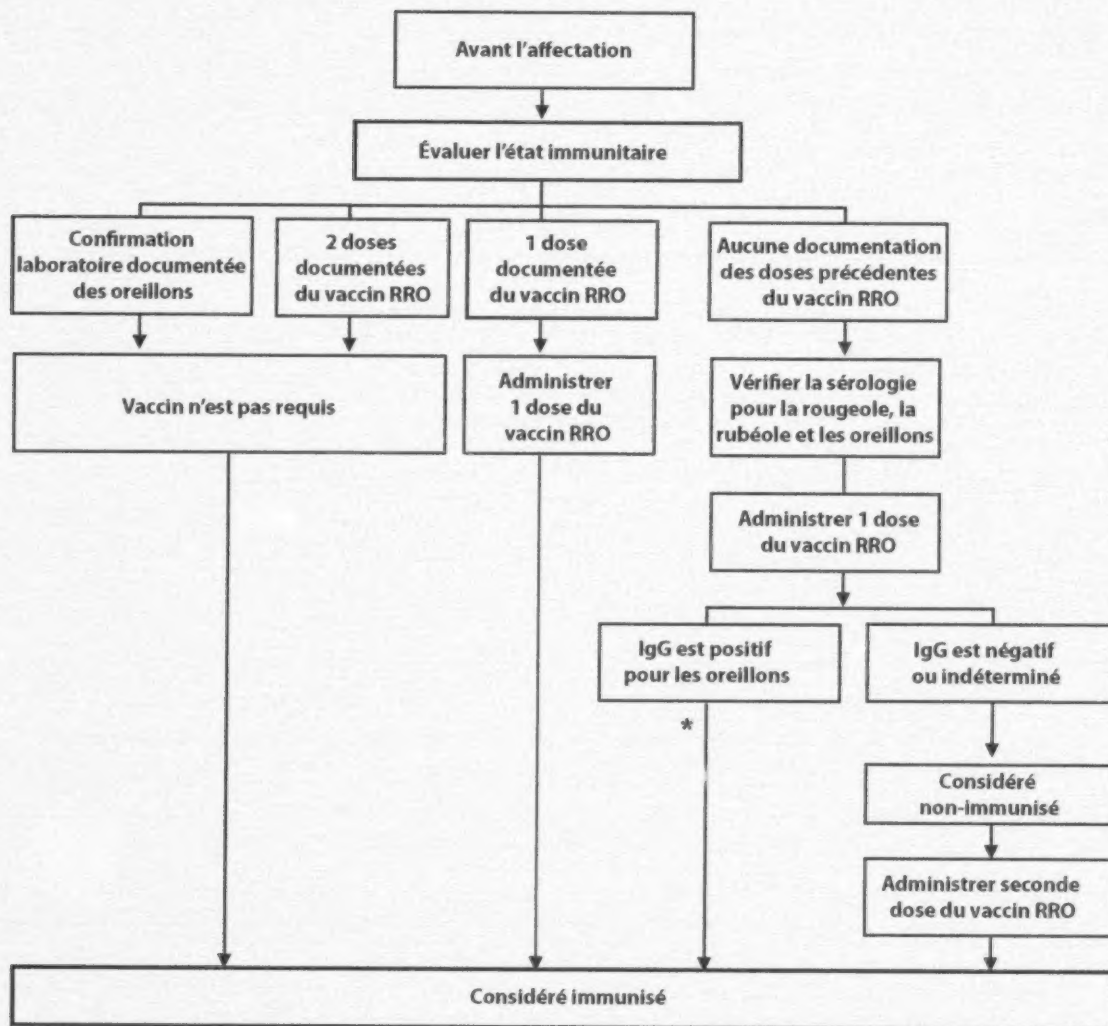 Avant l'affectation
Évaluer l'état immunitaire
Confirmation
laboratoire documentée
des oreillons
2 doses
documentées
du vaccin RRO
1 dose
documentée
du vaccin RRO
Aucune documentation
des doses précédentes
du vaccin RRO
Vaccin n'est pas requis
Administrer
1 dose du
vaccin RRO
Vérifier la sérologie
pour la rougeole, la
rubéole et les oreillons
Administrer 1 dose
du vaccin RRO
IgG est positif
pour les oreillons
IgG est négatif
ou indéterminé
*
Considéré
non-immunisé
Administrer seconde
dose du vaccin RRO
Considéré immunisé